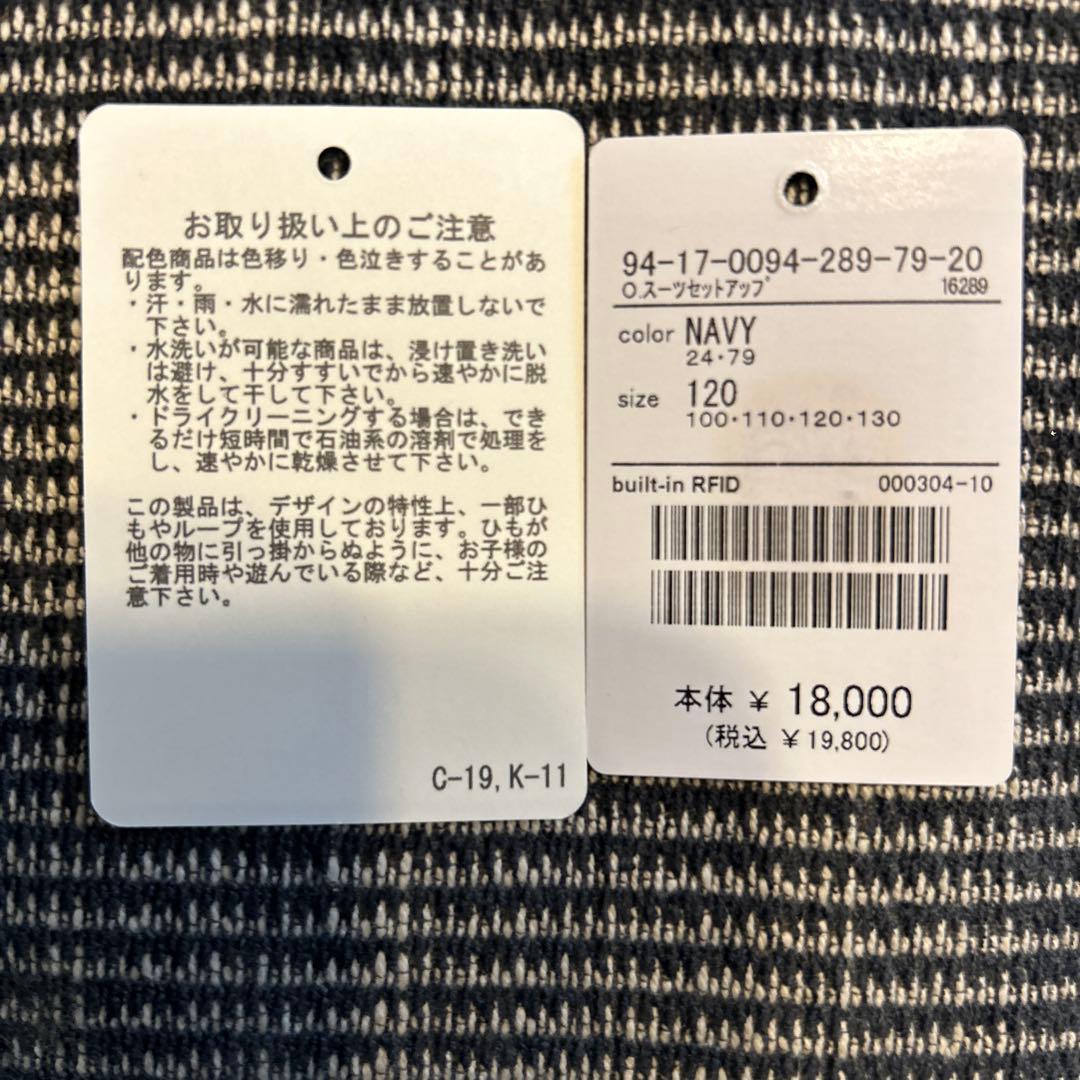 お取り扱い上のご注意
配色商品は色移り・色泣きすることがあ
ります。
・汗・雨・水に濡れたまま放置しないで
下さい。
・水洗いが可能な商品は、浸け置き洗い
は避け、十分すすいでから速やかに脱
水をして干して下さい。
・ドライクリーニングする場合は、でき
るだけ短時間で石油系の溶剤で処理を
し、速やかに乾燥させて下さい。
この製品は、デザインの特性上、一部ひ
もやループを使用しております。ひもが
他の物に引っ掛からぬように、お子様の
ご着用時や遊んでいる際など、十分ご注
意下さい。
C-19, K-11
94-17-0094-289-79-20
O.スーツセットアップ 16289
color NAVY
24・79
size 120
100・110・120・130
built-in RFID 000304-10
本体 ¥ 18,000
(税込 ¥19,800)